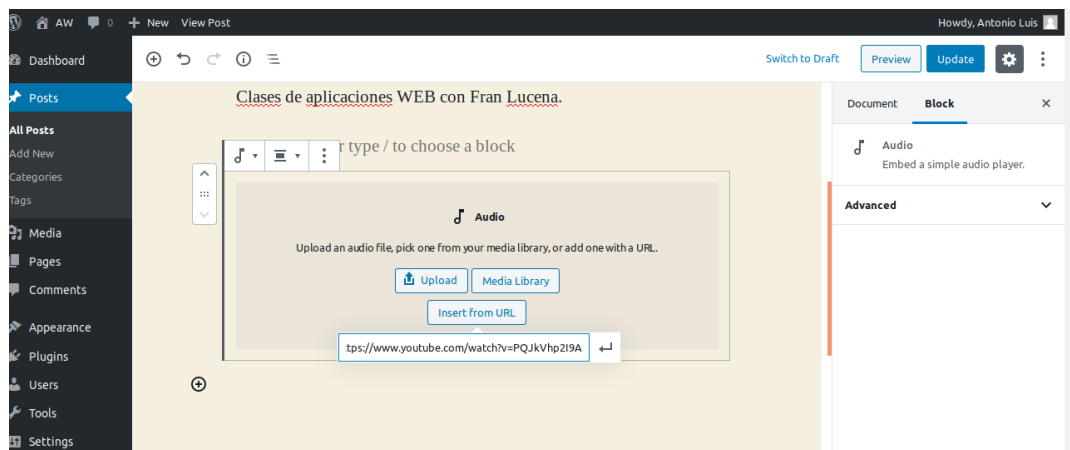 AW 0 New View Post Howdy, Antonio Luis
Dashboard
Switch to Draft Preview Update
Posts
All Posts
Add New
Categories
Tags
Media
Pages
Comments
Appearance
Plugins
Users
Tools
Settings
Clases de aplicaciones WEB con Fran Lucena.
r type / to choose a block
Audio
Upload an audio file, pick one from your media library, or add one with a URL.
Upload Media Library
Insert from URL
tps://www.youtube.com/watch?v=PQJkVhp2I9A
Document Block
Audio
Embed a simple audio player.
Advanced